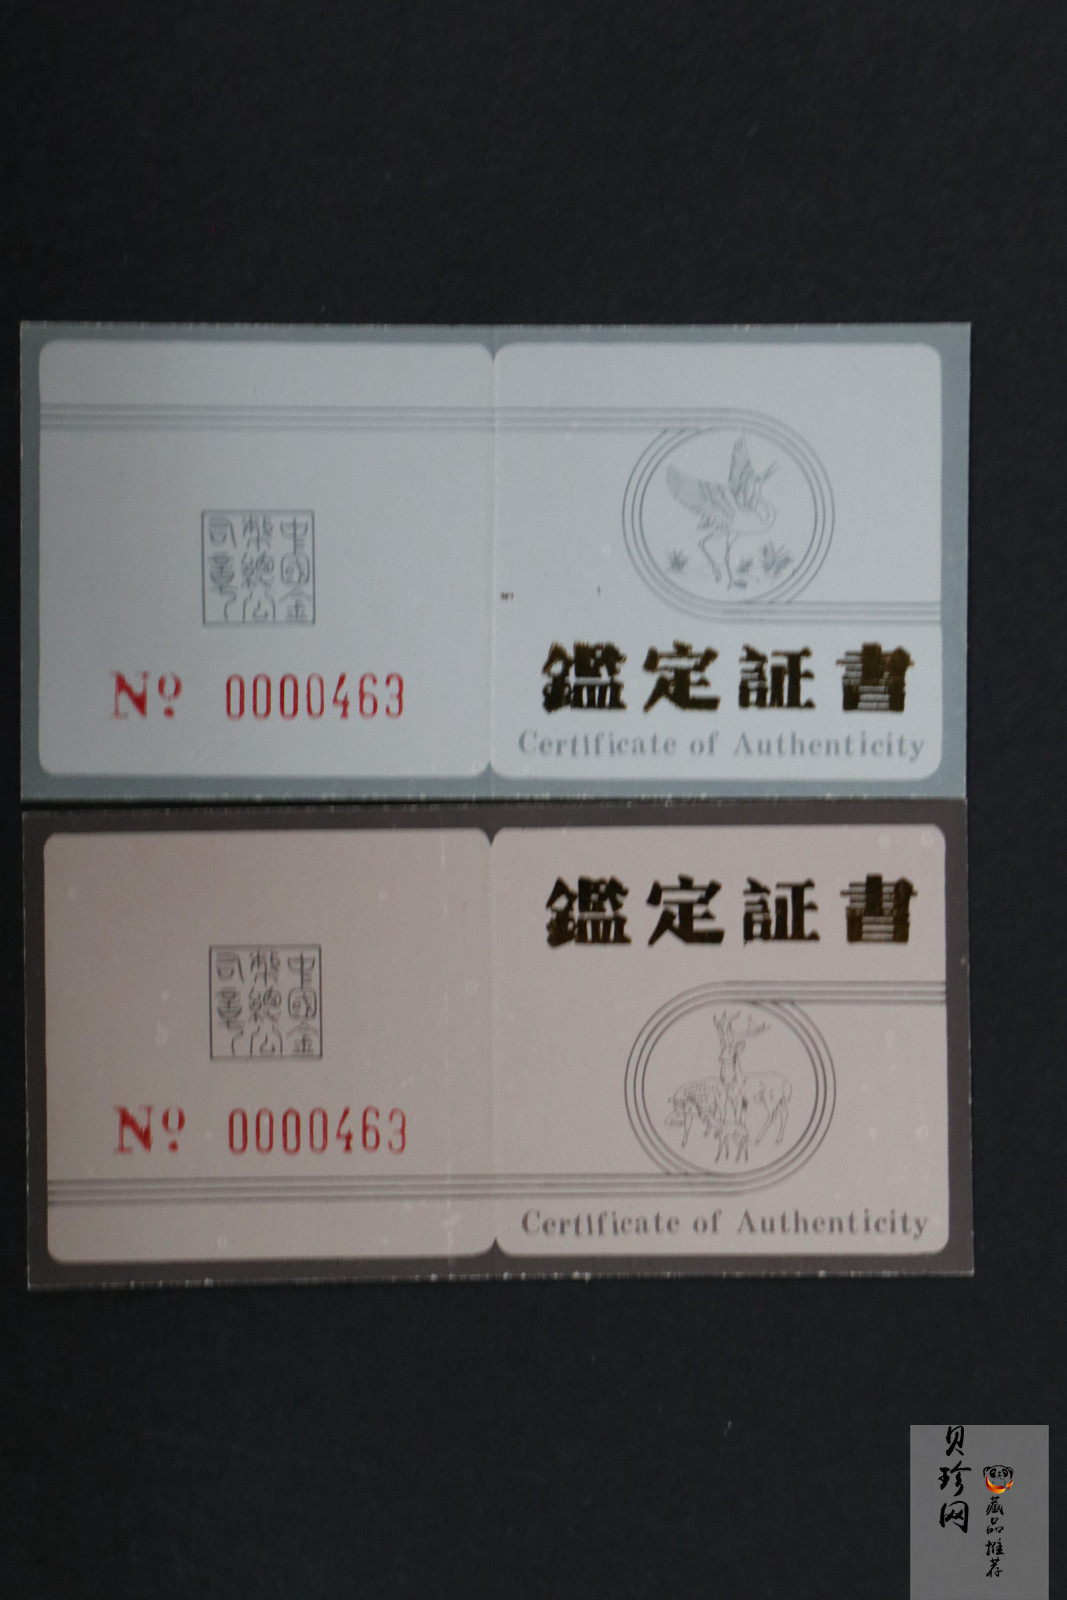 中國金
幣總公
司章
№ 0000463
鑑定証書
Certificate of Authenticity
鑑定証書
中國金
幣總公
司章
№ 0000463
Certificate of Authenticity
贝珍网
藏品推荐